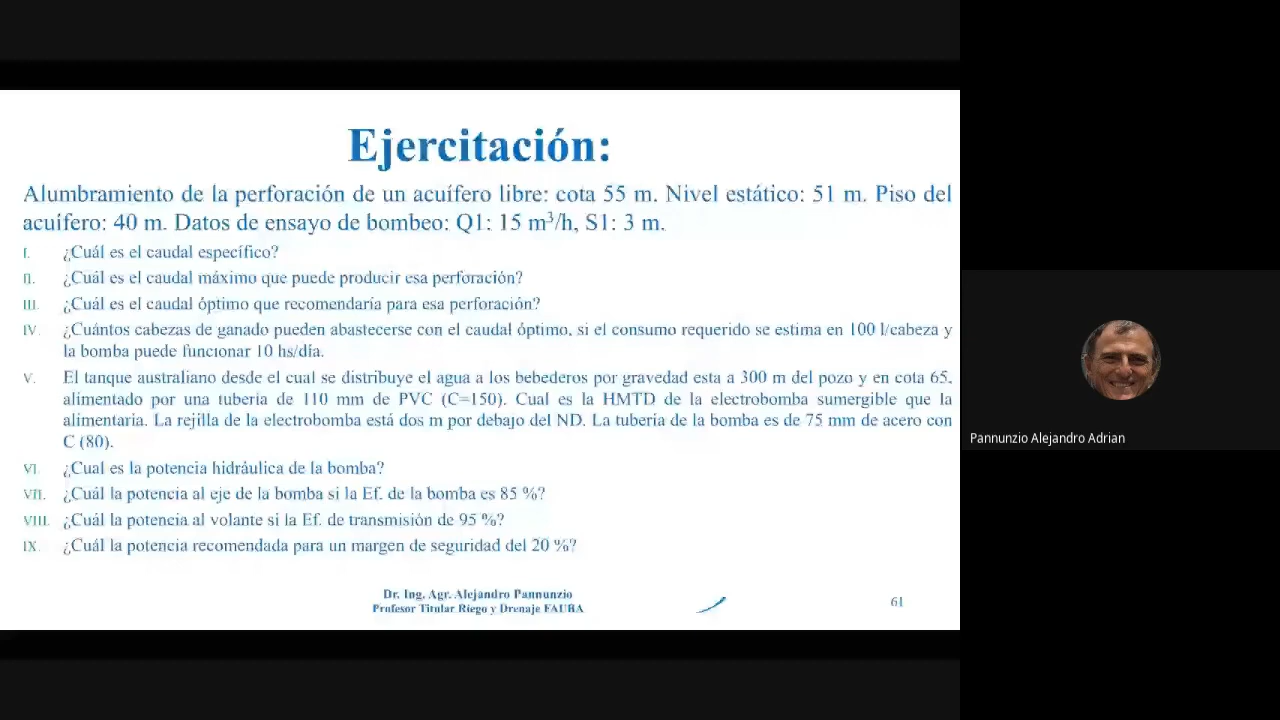 Ejercitación:
Alumbramiento de la perforación de un acuífero libre: cota 55 m. Nivel estático: 51 m. Piso del
acuífero: 40 m. Datos de ensayo de bombeo: Q1: 15 m³/h, S1: 3 m.
I. ¿Cuál es el caudal específico?
II. ¿Cuál es el caudal máximo que puede producir esa perforación?
III. ¿Cuál es el caudal óptimo que recomendaría para esa perforación?
IV. ¿Cuántos cabezas de ganado pueden abastecerse con el caudal óptimo, si el consumo requerido se estima en 100 l/cabeza y
la bomba puede funcionar 10 hs/día.
V. El tanque australiano desde el cual se distribuye el agua a los bebederos por gravedad esta a 300 m del pozo y en cota 65,
alimentado por una tubería de 110 mm de PVC (C=150). Cual es la HMTD de la electrobomba sumergible que la
alimentaría. La rejilla de la electrobomba está dos m por debajo del ND. La tubería de la bomba es de 75 mm de acero con
C (80).
VI. ¿Cual es la potencia hidráulica de la bomba?
VII. ¿Cuál la potencia al eje de la bomba si la Ef. de la bomba es 85 %?
VIII. ¿Cuál la potencia al volante si la Ef. de transmisión de 95 %?
IX. ¿Cuál la potencia recomendada para un margen de seguridad del 20 %?
Dr. Ing. Agr. Alejandro Pannunzio
Profesor Titular Riego y Drenaje FAUBA
61
Pannunzio Alejandro Adrian